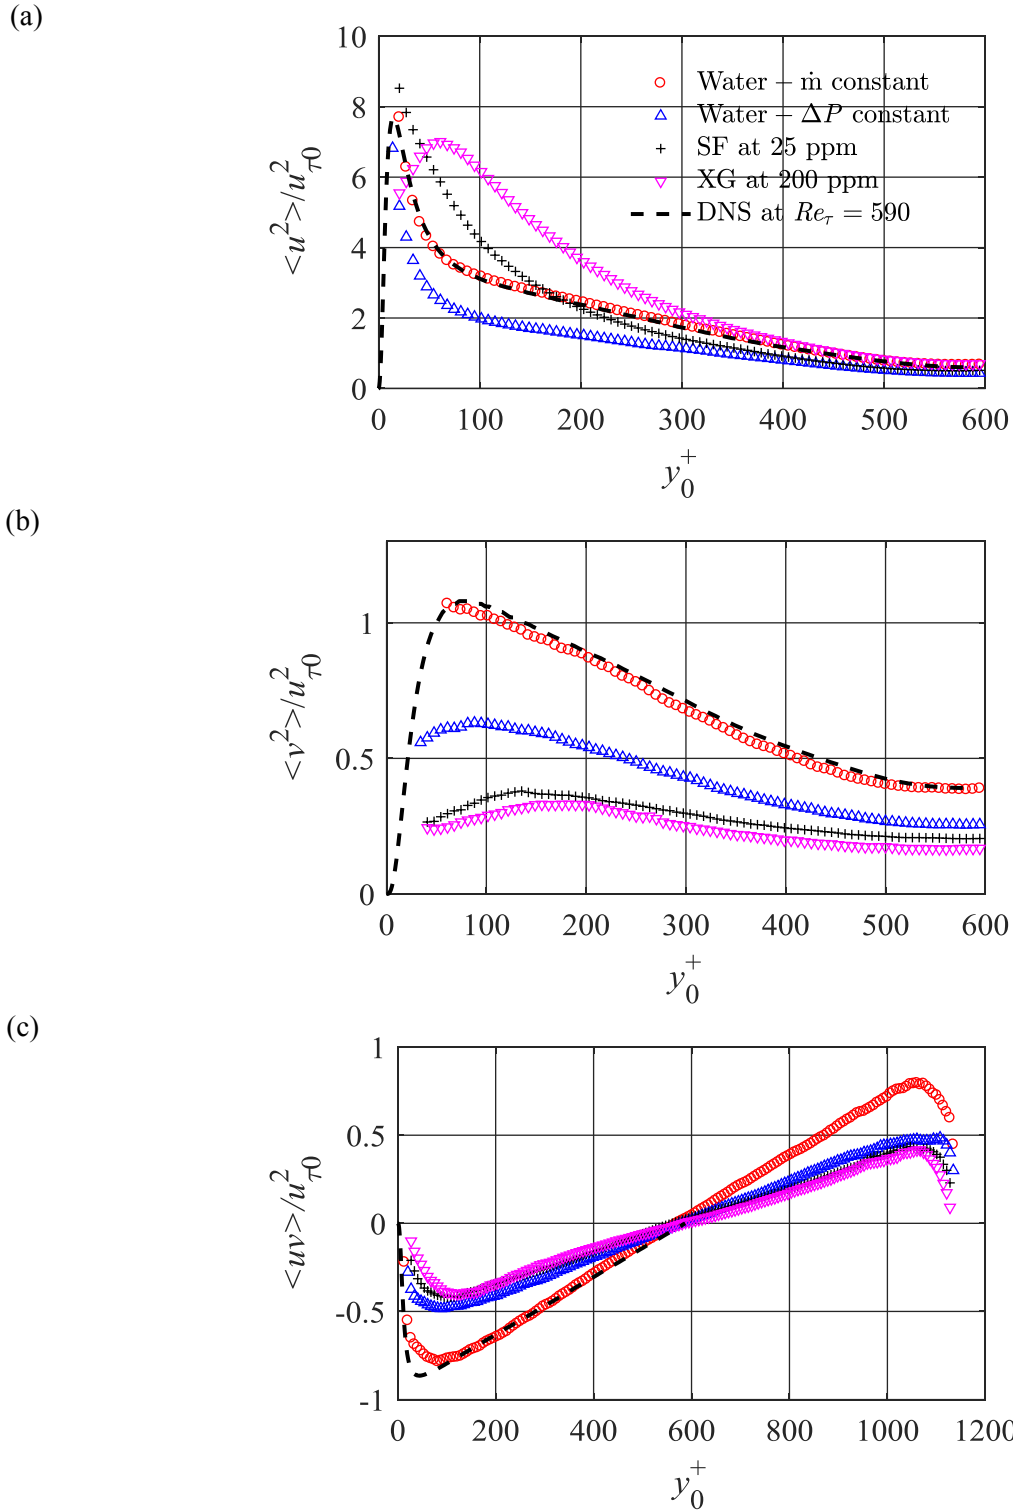 (a)
10
8
6
4
2
0
<u²>/u²τ0
Water – ṁ constant
Water – ΔP constant
SF at 25 ppm
XG at 200 ppm
DNS at Reτ = 590
0 100 200 300 400 500 600
y₀⁺
(b)
1
0.5
0
<v²>/u²τ0
0 100 200 300 400 500 600
y₀⁺
(c)
1
0.5
0
-0.5
-1
<uv>/u²τ0
0 200 400 600 800 1000 1200
y₀⁺